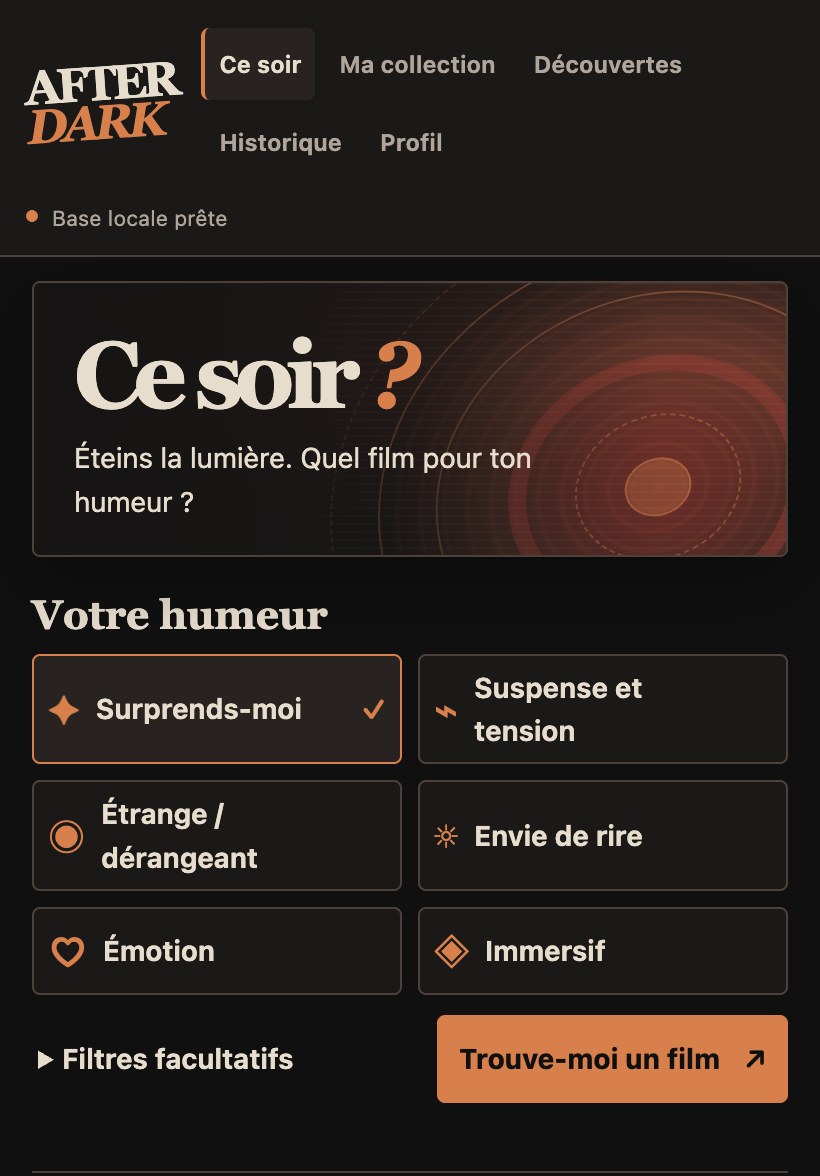 AFTER
DARK
Ce soir
Ma collection
Découvertes
Historique
Profil
Base locale prête
Ce soir ?
Éteins la lumière. Quel film pour ton
humeur ?
Votre humeur
Surprends-moi
Suspense et
tension
Étrange /
dérangeant
Envie de rire
Émotion
Immersif
Filtres facultatifs
Trouve-moi un film